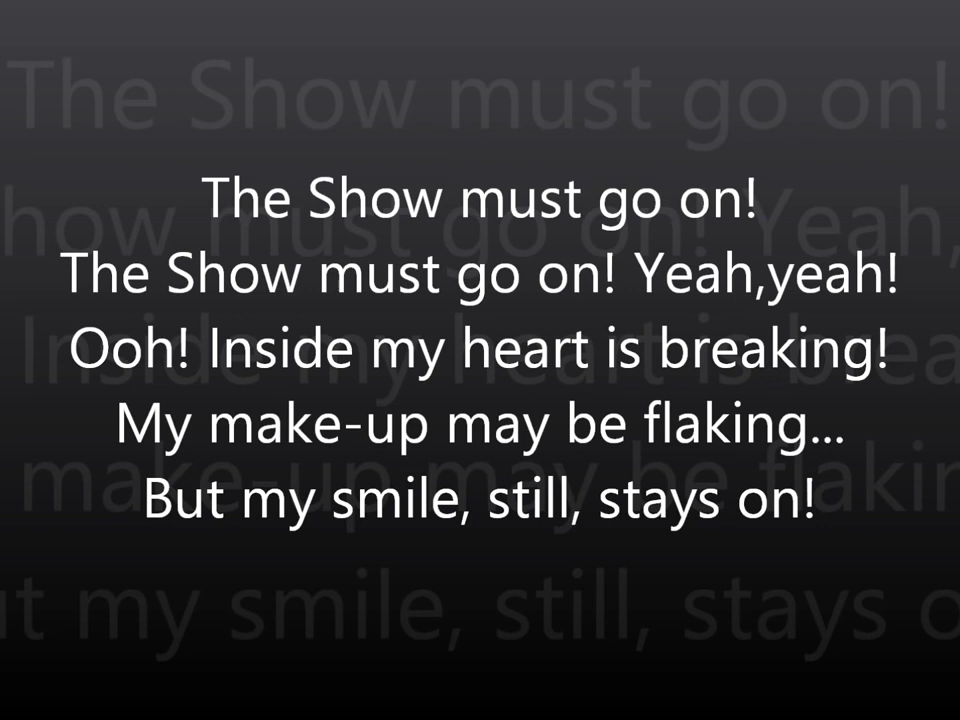 The Show must go on!
The Show must go on! Yeah,yeah!
Ooh! Inside my heart is breaking!
My make-up may be flaking...
But my smile, still, stays on!